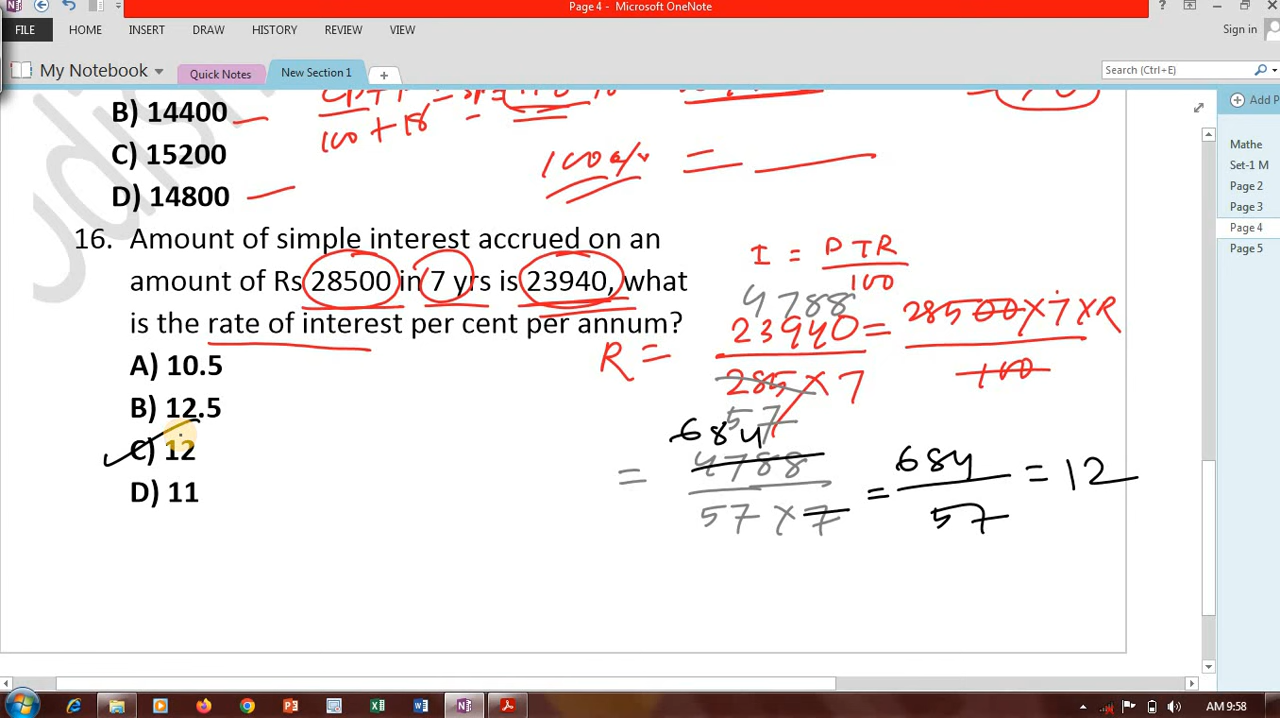 Page 4 - Microsoft OneNote
FILE HOME INSERT DRAW HISTORY REVIEW VIEW
Sign in
My Notebook Quick Notes New Section 1
Search (Ctrl+E)
Add P
Mathe
Set-1 M
Page 2
Page 3
Page 4
Page 5
B) 14400
100 + 18
C) 15200
100% = 
D) 14800
16. Amount of simple interest accrued on an
amount of Rs 28500 in 7 yrs is 23940, what
is the rate of interest per cent per annum?
A) 10.5
B) 12.5
C) 12
D) 11
I = PTR
100
4788
23940 = 28500 × 7 × R
100
R =
285 × 7
57
684
= 4788
57 × 7
= 684
57
= 12
AM 9:58